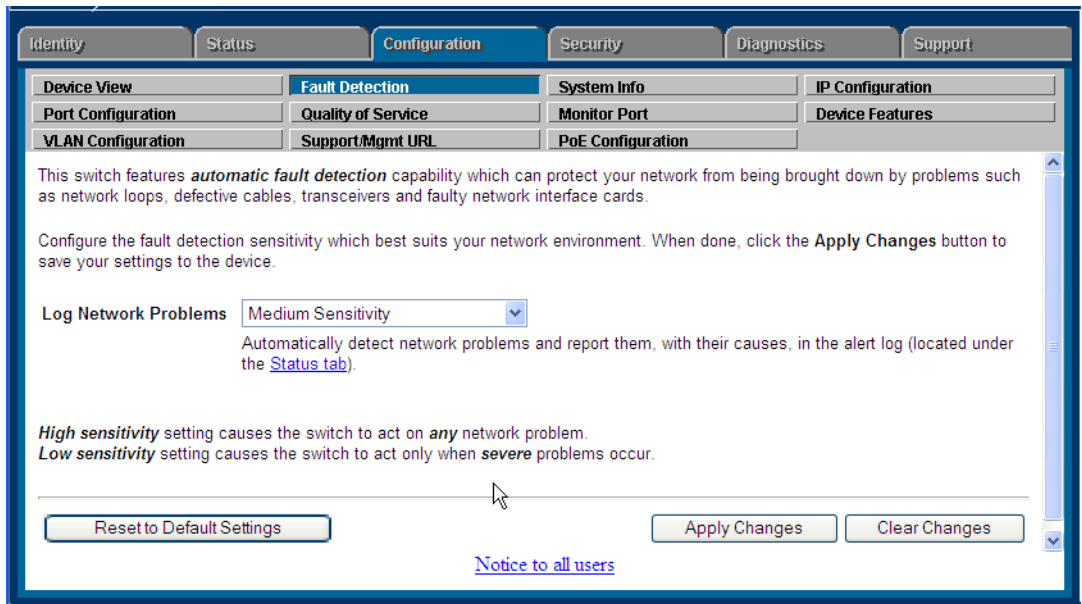 Identity Status Configuration Security Diagnostics Support
Device View Fault Detection System Info IP Configuration
Port Configuration Quality of Service Monitor Port Device Features
VLAN Configuration Support/Mgmt URL PoE Configuration
This switch features automatic fault detection capability which can protect your network from being brought down by problems such
as network loops, defective cables, transceivers and faulty network interface cards.
Configure the fault detection sensitivity which best suits your network environment. When done, click the Apply Changes button to
save your settings to the device.
Log Network Problems Medium Sensitivity
Automatically detect network problems and report them, with their causes, in the alert log (located under
the Status tab).
High sensitivity setting causes the switch to act on any network problem.
Low sensitivity setting causes the switch to act only when severe problems occur.
Reset to Default Settings Apply Changes Clear Changes
Notice to all users